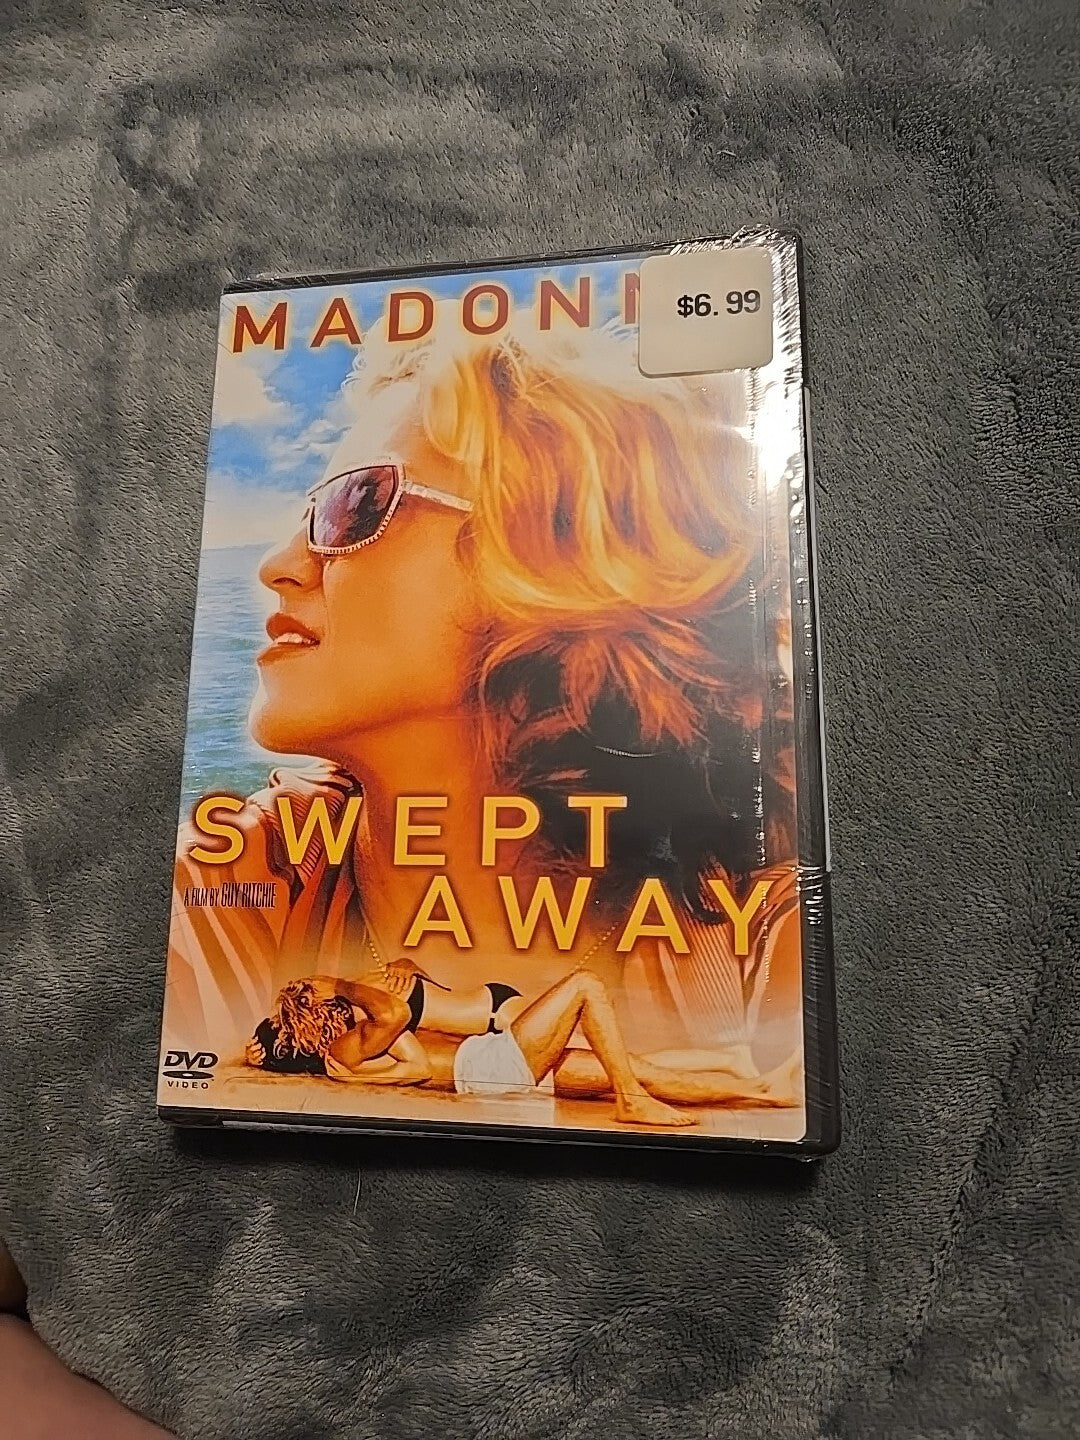 MADONN
$6.99
SWEPT
A FILM BY GUY RITCHIE
AWAY
DVD
VIDEO